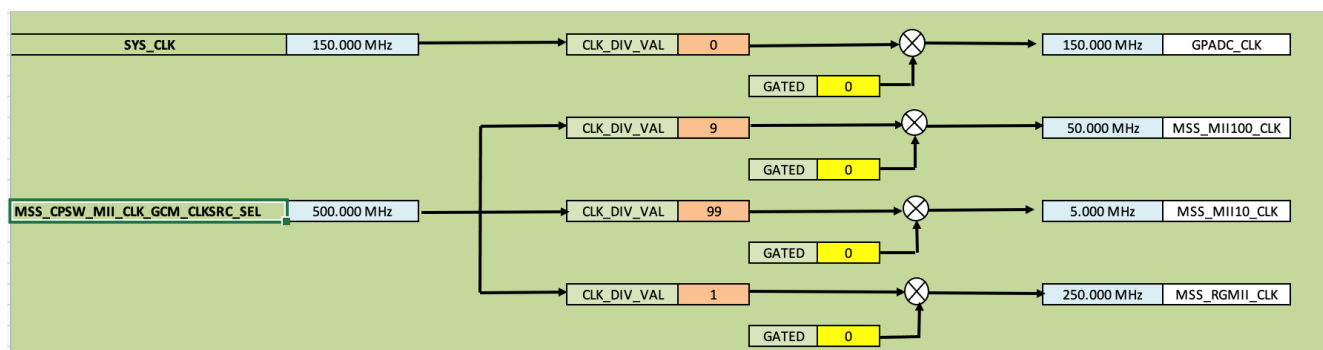 SYS_CLK 150.000 MHz CLK_DIV_VAL 0 150.000 MHz GPADC_CLK
GATED 0
CLK_DIV_VAL 9 50.000 MHz MSS_MII100_CLK
GATED 0
MSS_CPSW_MII_CLK_GCM_CLKSRC_SEL 500.000 MHz CLK_DIV_VAL 99 5.000 MHz MSS_MII10_CLK
GATED 0
CLK_DIV_VAL 1 250.000 MHz MSS_RGMII_CLK
GATED 0